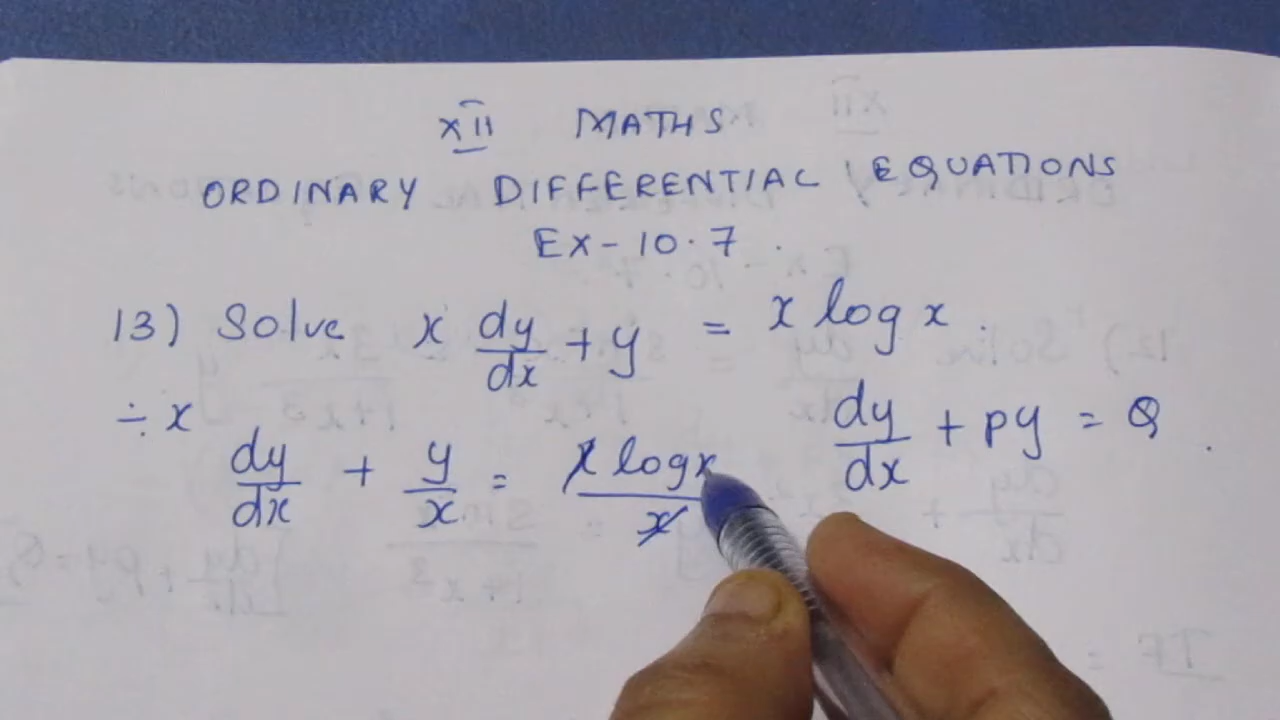 XII MATHS
ORDINARY DIFFERENTIAL EQUATIONS
EX-10.7.
13) Solve x dy/dx + y = x log x.
÷ x
dy/dx + y/x = x log x/x dy/dx + py = Q.